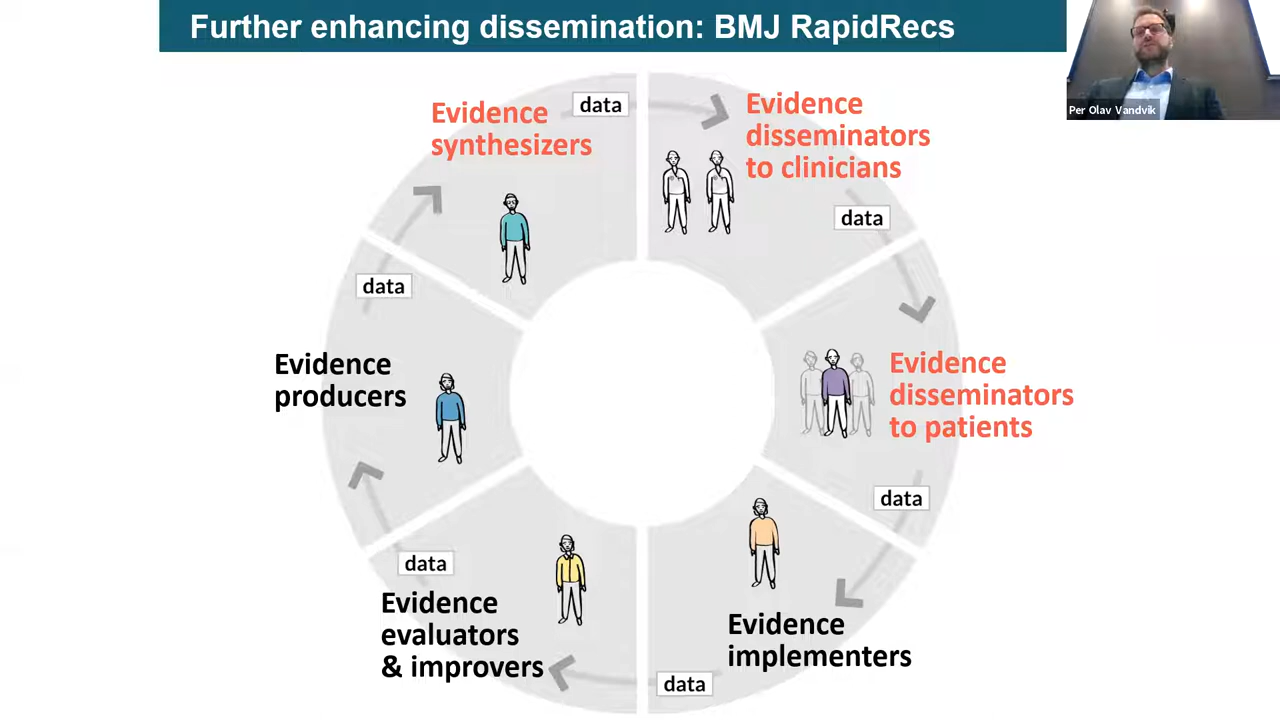 Further enhancing dissemination: BMJ RapidRecs
Per Olav Vandvik
Evidence
synthesizers
data
Evidence
disseminators
to clinicians
data
Evidence
disseminators
to patients
data
Evidence
implementers
data
Evidence
evaluators
& improvers
data
Evidence
producers
data